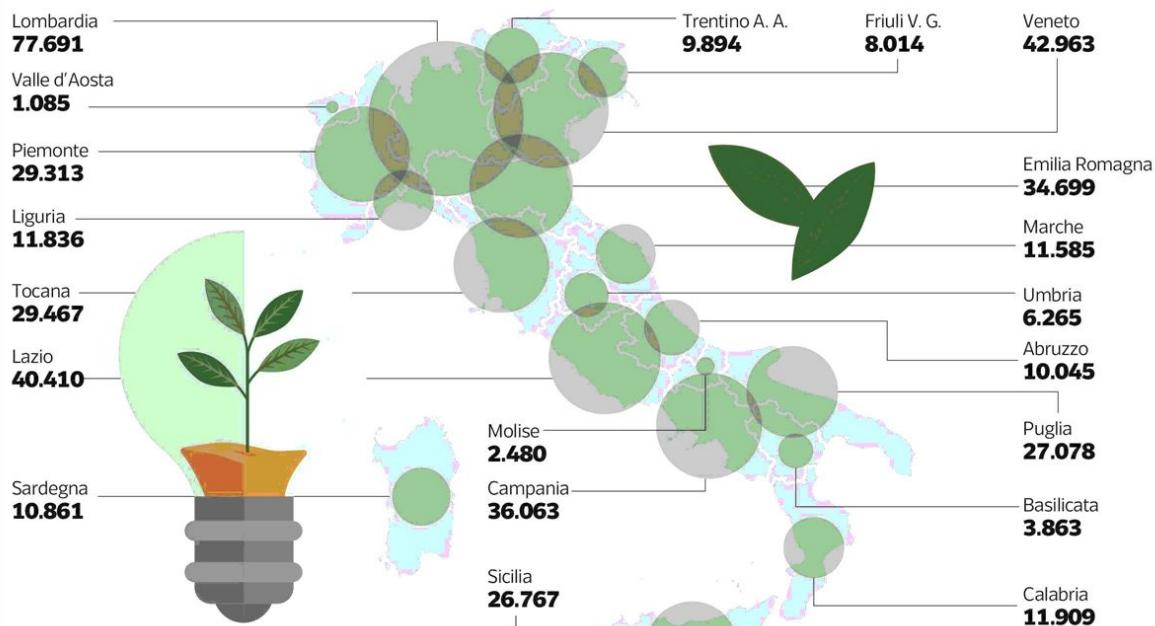 Lombardia
77.691
Valle d'Aosta
1.085
Piemonte
29.313
Liguria
11.836
Tocana
29.467
Lazio
40.410
Sardegna
10.861
Trentino A. A.
9.894
Friuli V. G.
8.014
Veneto
42.963
Emilia Romagna
34.699
Marche
11.585
Umbria
6.265
Abruzzo
10.045
Puglia
27.078
Basilicata
3.863
Calabria
11.909
Molise
2.480
Campania
36.063
Sicilia
26.767